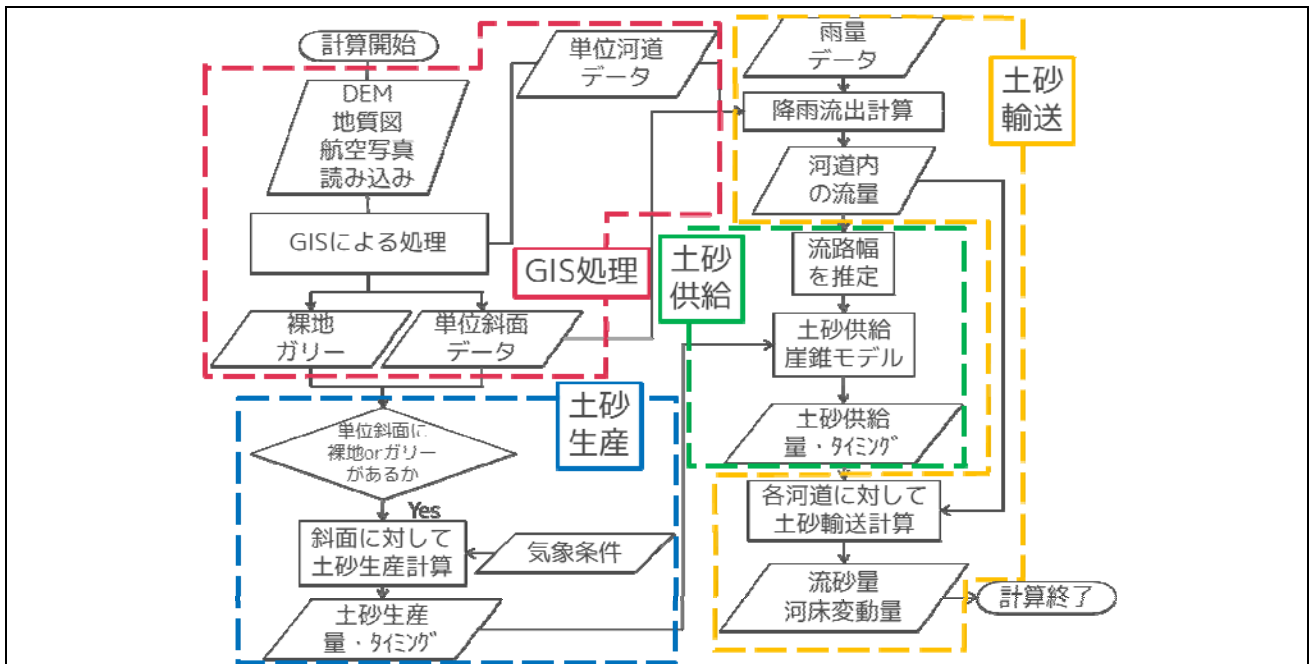 計算開始
DEM
地質図
航空写真
読み込み
GISによる処理
裸地
ガリー
単位斜面
データ
単位河道
データ
GIS処理
単位斜面に
裸地orガリー
があるか
Yes
斜面に対して
土砂生産計算
気象条件
土砂生産
量・ﾀｲﾐﾝｸﾞ
土砂
生産
雨量
データ
降雨流出計算
河道内
の流量
土砂
輸送
流路幅
を推定
土砂供給
崖錐モデル
土砂供給
量・ﾀｲﾐﾝｸﾞ
土砂
供給
各河道に対して
土砂輸送計算
流砂量
河床変動量
計算終了